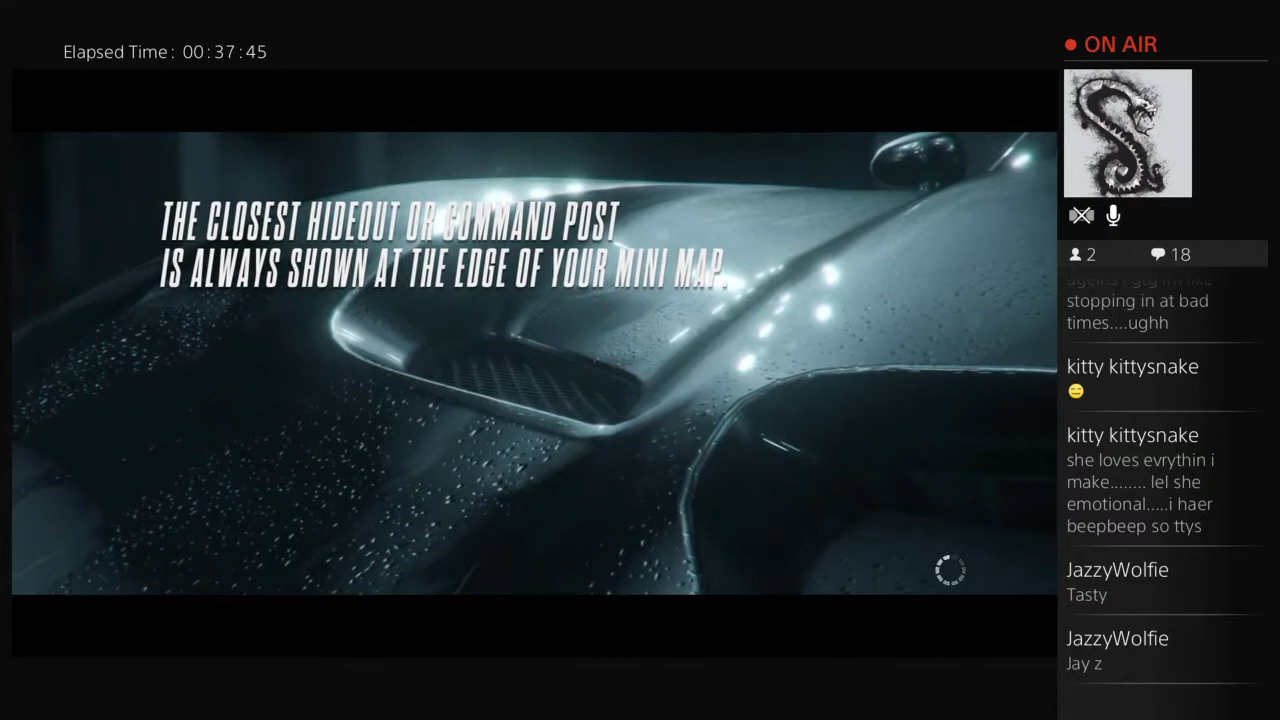 Elapsed Time: 00:37:45
ON AIR
THE CLOSEST HIDEOUT OR COMMAND POST
IS ALWAYS SHOWN AT THE EDGE OF YOUR MINI MAP.
2
18
stopping in at bad
times....ughh
kitty kittysnake
kitty kittysnake
she loves evrythin i
make........ lel she
emotional.....i haer
beepbeep so ttys
JazzyWolfie
Tasty
JazzyWolfie
Jay z